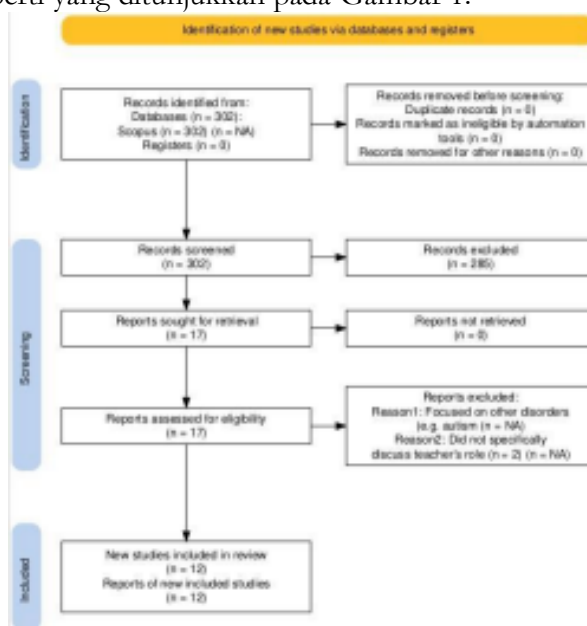 seperti yang ditunjukkan pada Gambar 1.
Identification of new studies via databases and registers
Identification
Records identified from:
Databases (n = 302):
Scopus (n = 302) (n = NA)
Registers (n = 0)
Records removed before screening:
Duplicate records (n = 0)
Records marked as ineligible by automation
tools (n = 0)
Records removed for other reasons (n = 0)
Screening
Records screened
(n = 302)
Records excluded
(n = 285)
Reports sought for retrieval
(n = 17)
Reports not retrieved
(n = 0)
Reports assessed for eligibility
(n = 17)
Reports excluded:
Reason1: Focused on other disorders
(e.g. autism (n = NA)
Reason2: Did not specifically
discuss teacher's role (n = 2) (n = NA)
Included
New studies included in review
(n = 12)
Reports of new included studies
(n = 12)